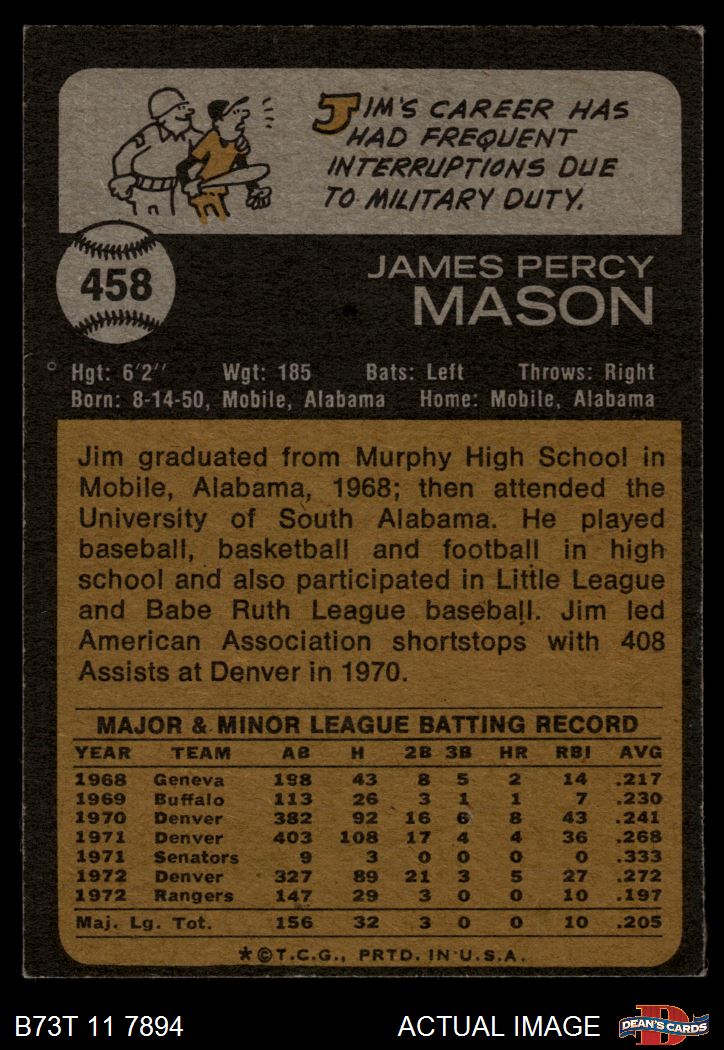 JIM'S CAREER HAS
HAD FREQUENT
INTERRUPTIONS DUE
TO MILITARY DUTY.
458
JAMES PERCY
MASON
Hgt: 6'2" Wgt: 185 Bats: Left Throws: Right
Born: 8-14-50, Mobile, Alabama Home: Mobile, Alabama
Jim graduated from Murphy High School in
Mobile, Alabama, 1968; then attended the
University of South Alabama. He played
baseball, basketball and football in high
school and also participated in Little League
and Babe Ruth League baseball. Jim led
American Association shortstops with 408
Assists at Denver in 1970.
MAJOR & MINOR LEAGUE BATTING RECORD
YEAR TEAM AB H 2B 3B HR RBI AVG
1968 Geneva 198 43 8 5 2 14 .217
1969 Buffalo 113 26 3 1 1 7 .230
1970 Denver 382 92 16 6 8 43 .241
1971 Denver 403 108 17 4 4 36 .268
1971 Senators 9 3 0 0 0 0 .333
1972 Denver 327 89 21 3 5 27 .272
1972 Rangers 147 29 3 0 0 10 .197
Maj. Lg. Tot. 156 32 3 0 0 10 .205
*©T.C.G., PRTD. IN U.S.A.
B73T 11 7894 ACTUAL IMAGE D DEAN'S CARDS